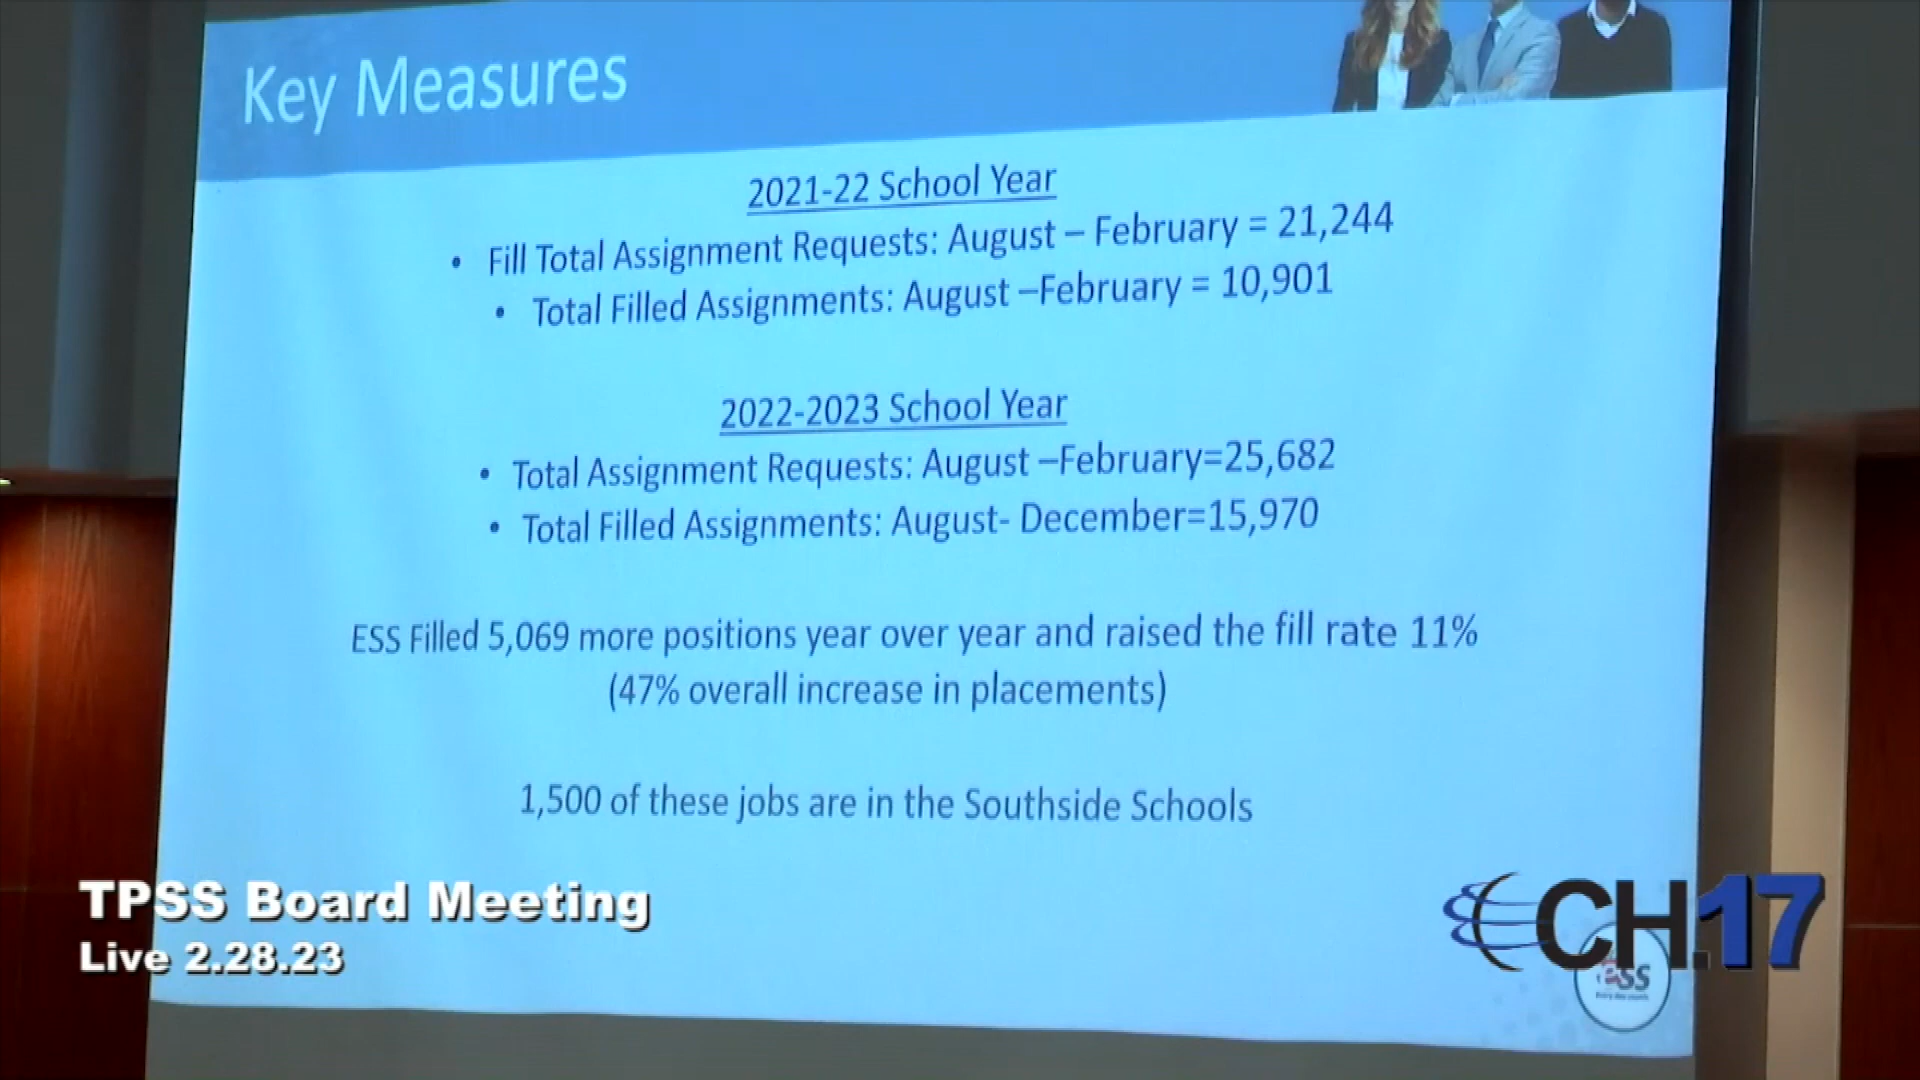 Key Measures
2021-22 School Year
• Fill Total Assignment Requests: August – February = 21,244
• Total Filled Assignments: August –February = 10,901
2022-2023 School Year
• Total Assignment Requests: August –February=25,682
• Total Filled Assignments: August- December=15,970
ESS Filled 5,069 more positions year over year and raised the fill rate 11%
(47% overall increase in placements)
1,500 of these jobs are in the Southside Schools
TPSS Board Meeting
Live 2.28.23
CH.17
ESS